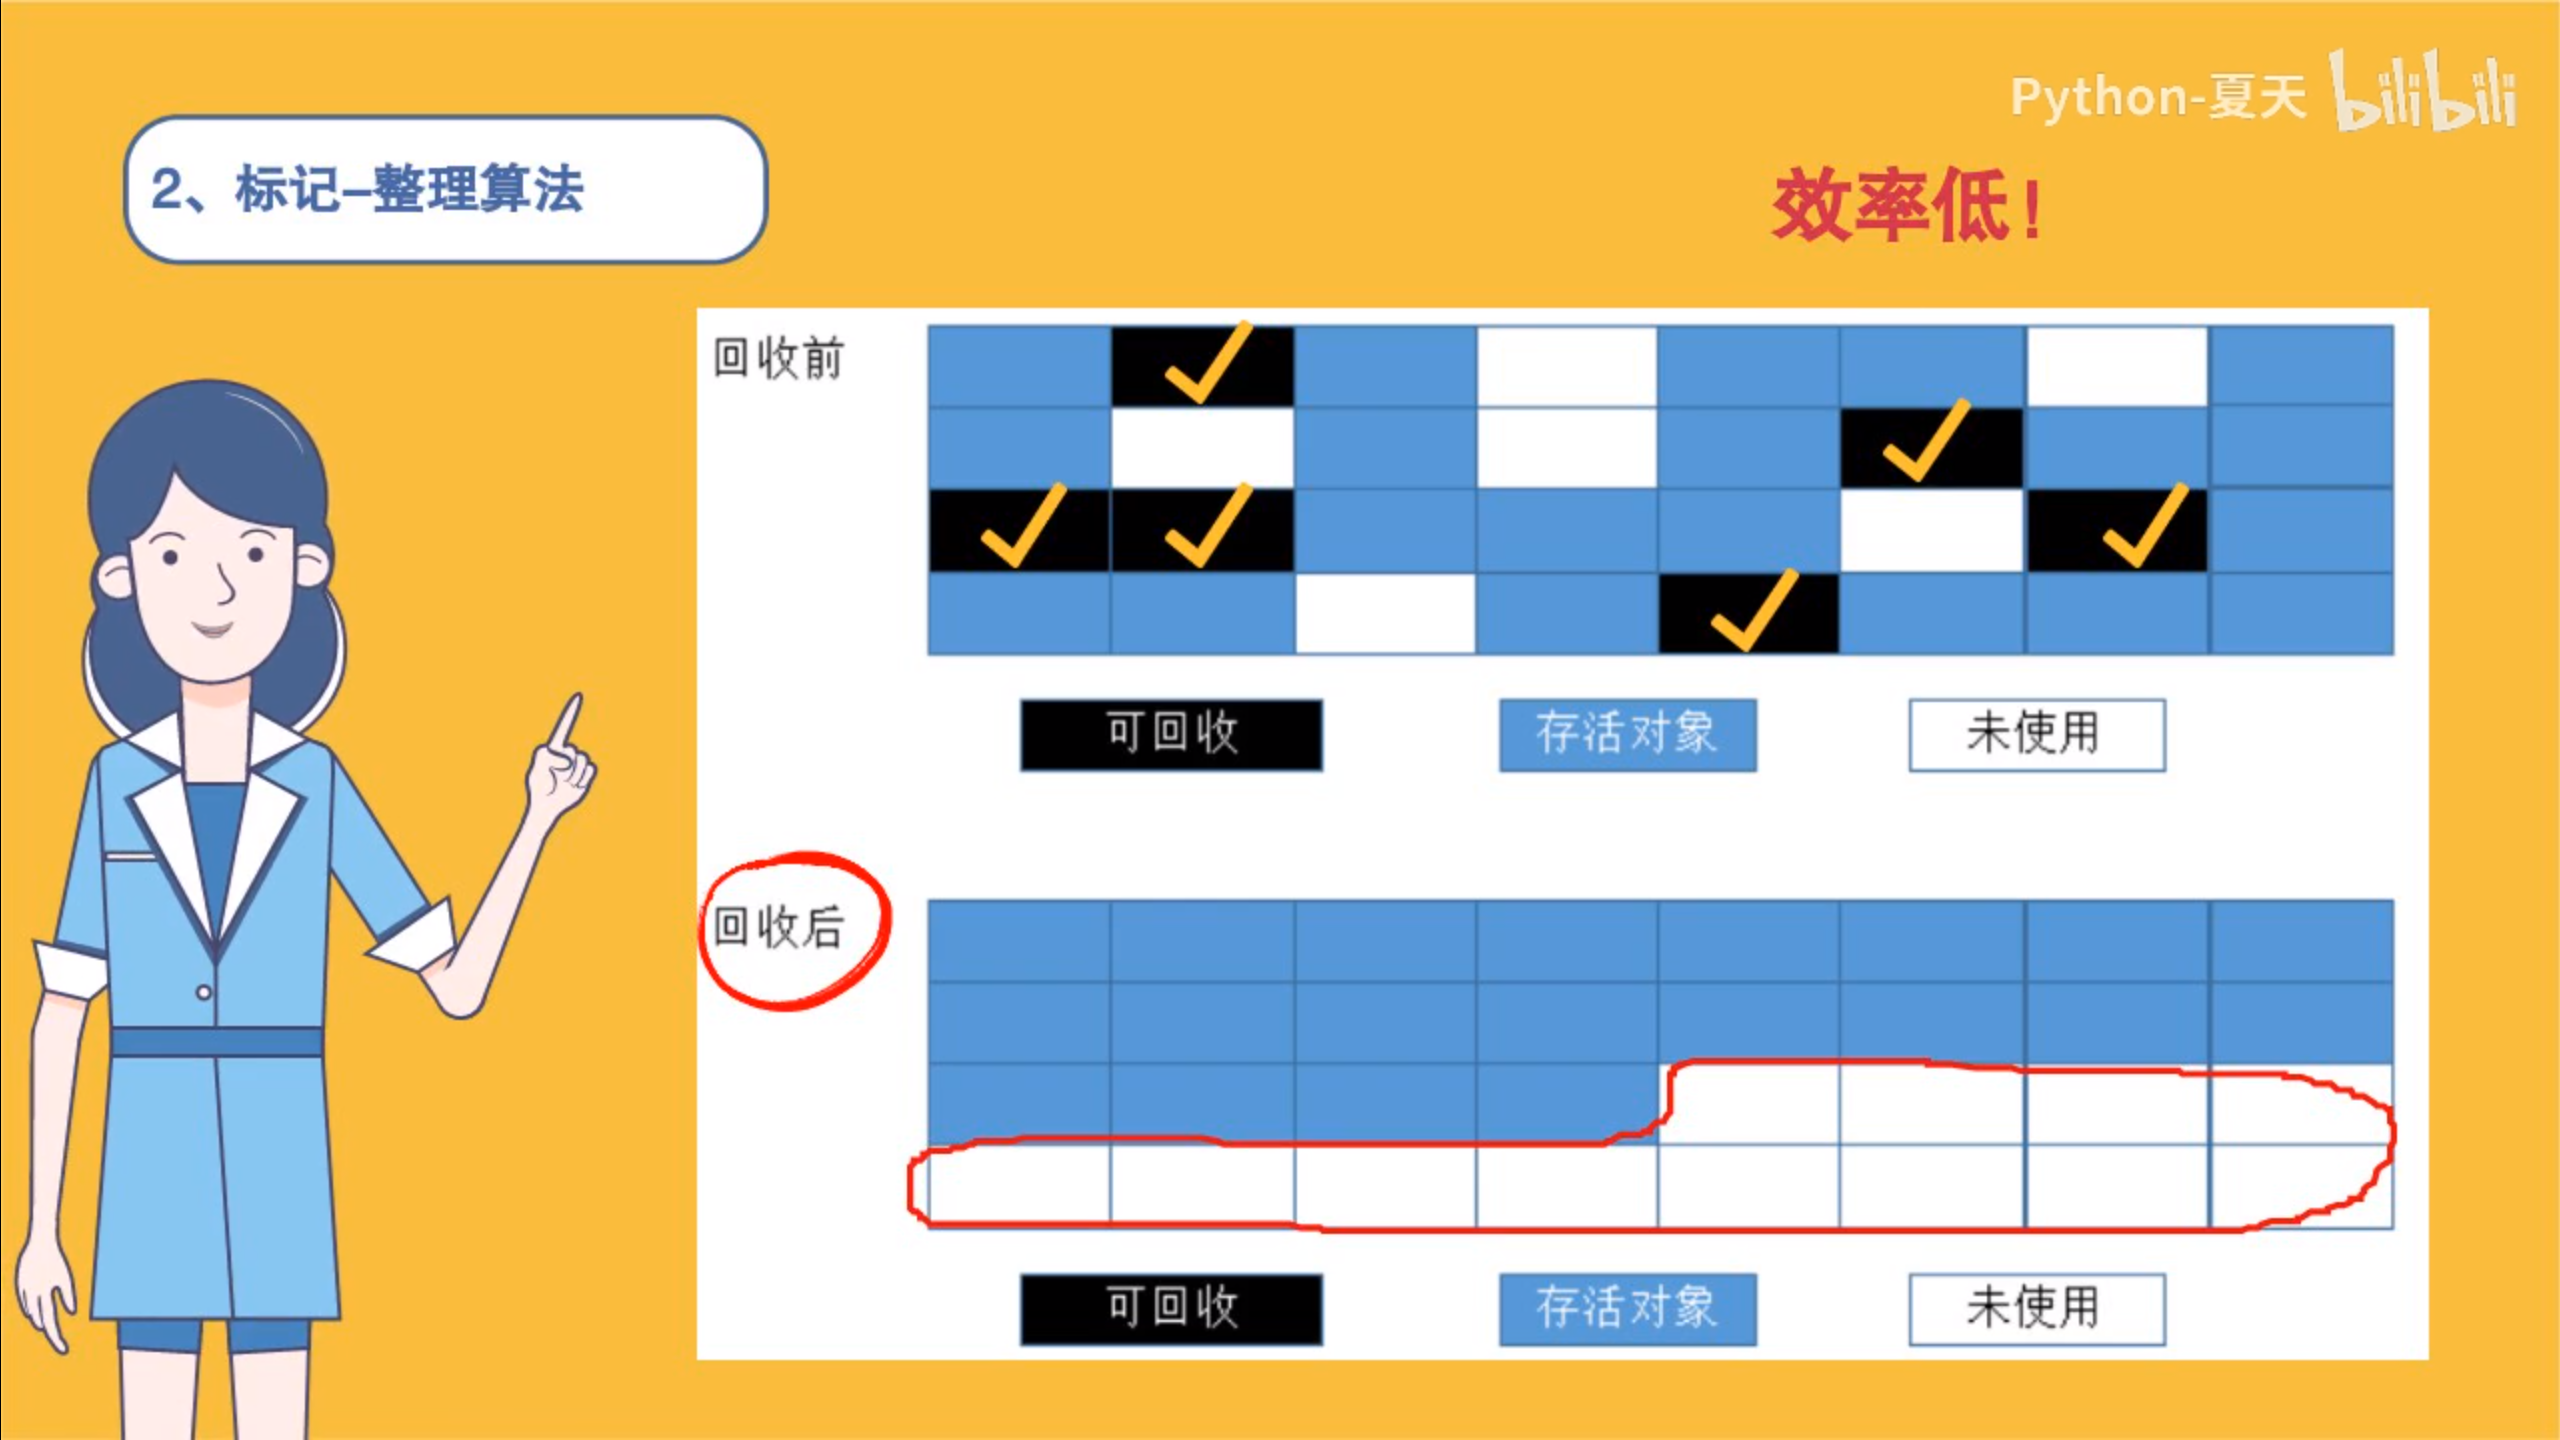 Python-夏天 bilibili
2、标记-整理算法
效率低！
回收前
可回收 存活对象 未使用
回收后
可回收 存活对象 未使用